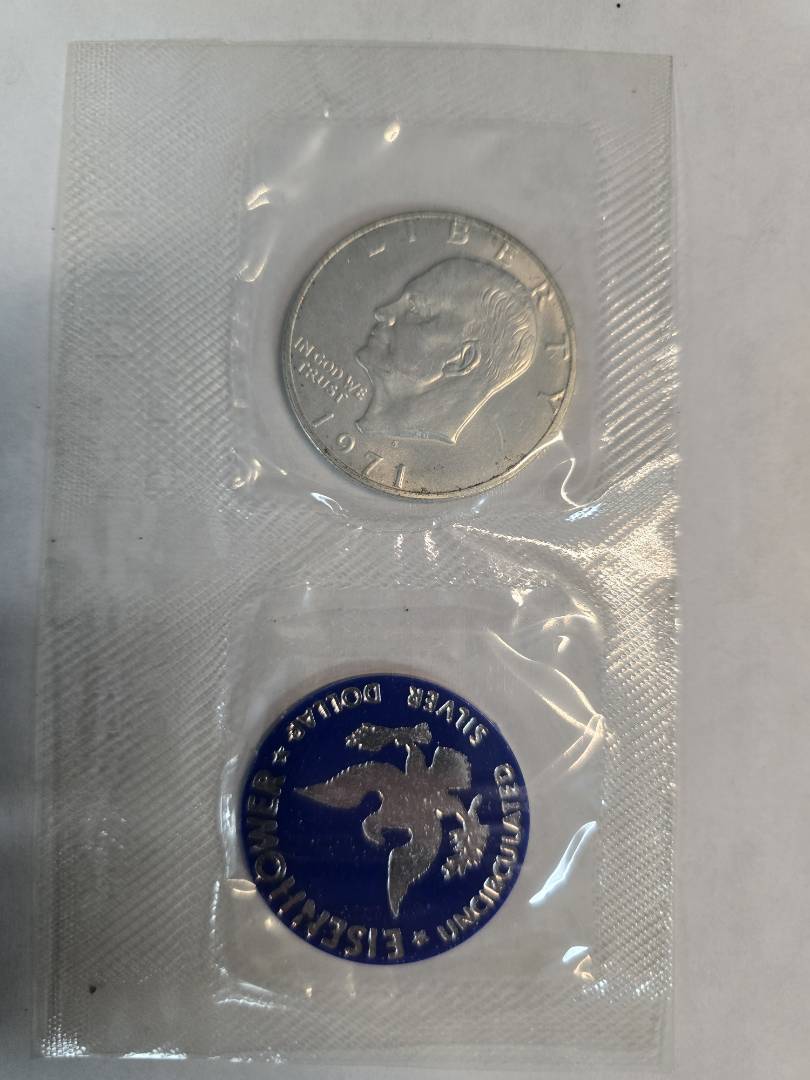 LIBERTY
IN GOD WE
TRUST
1971
S
EISENHOWER ★ DOLLAR SILVER UNCIRCULATED ★